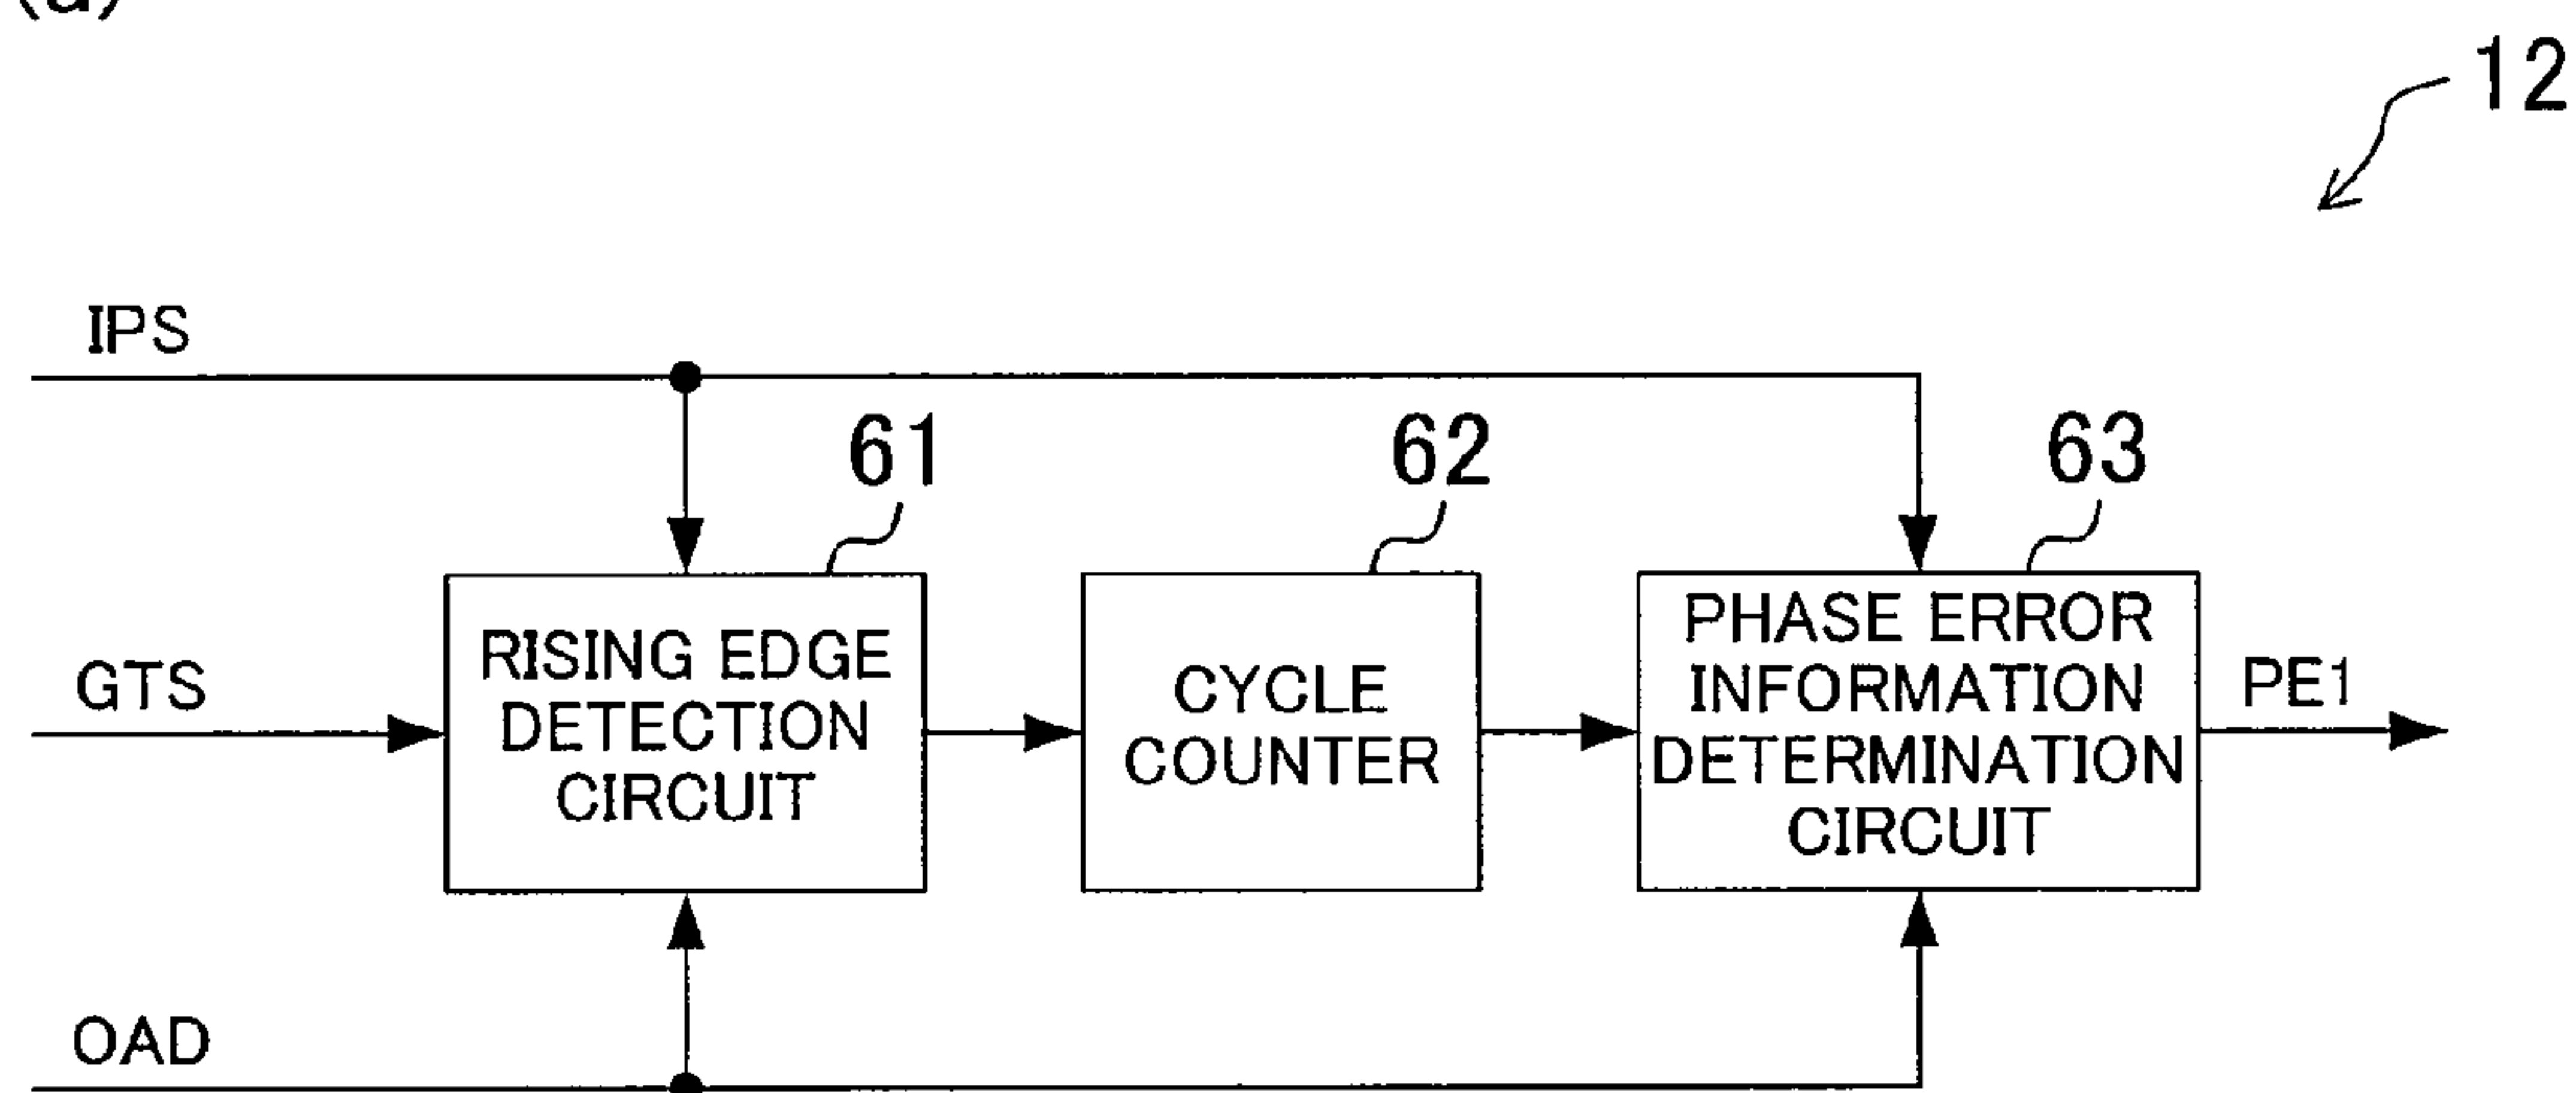 (a)
12
IPS
61
62
63
GTS
RISING EDGE
DETECTION
CIRCUIT
CYCLE
COUNTER
PHASE ERROR
INFORMATION
DETERMINATION
CIRCUIT
PE1
OAD